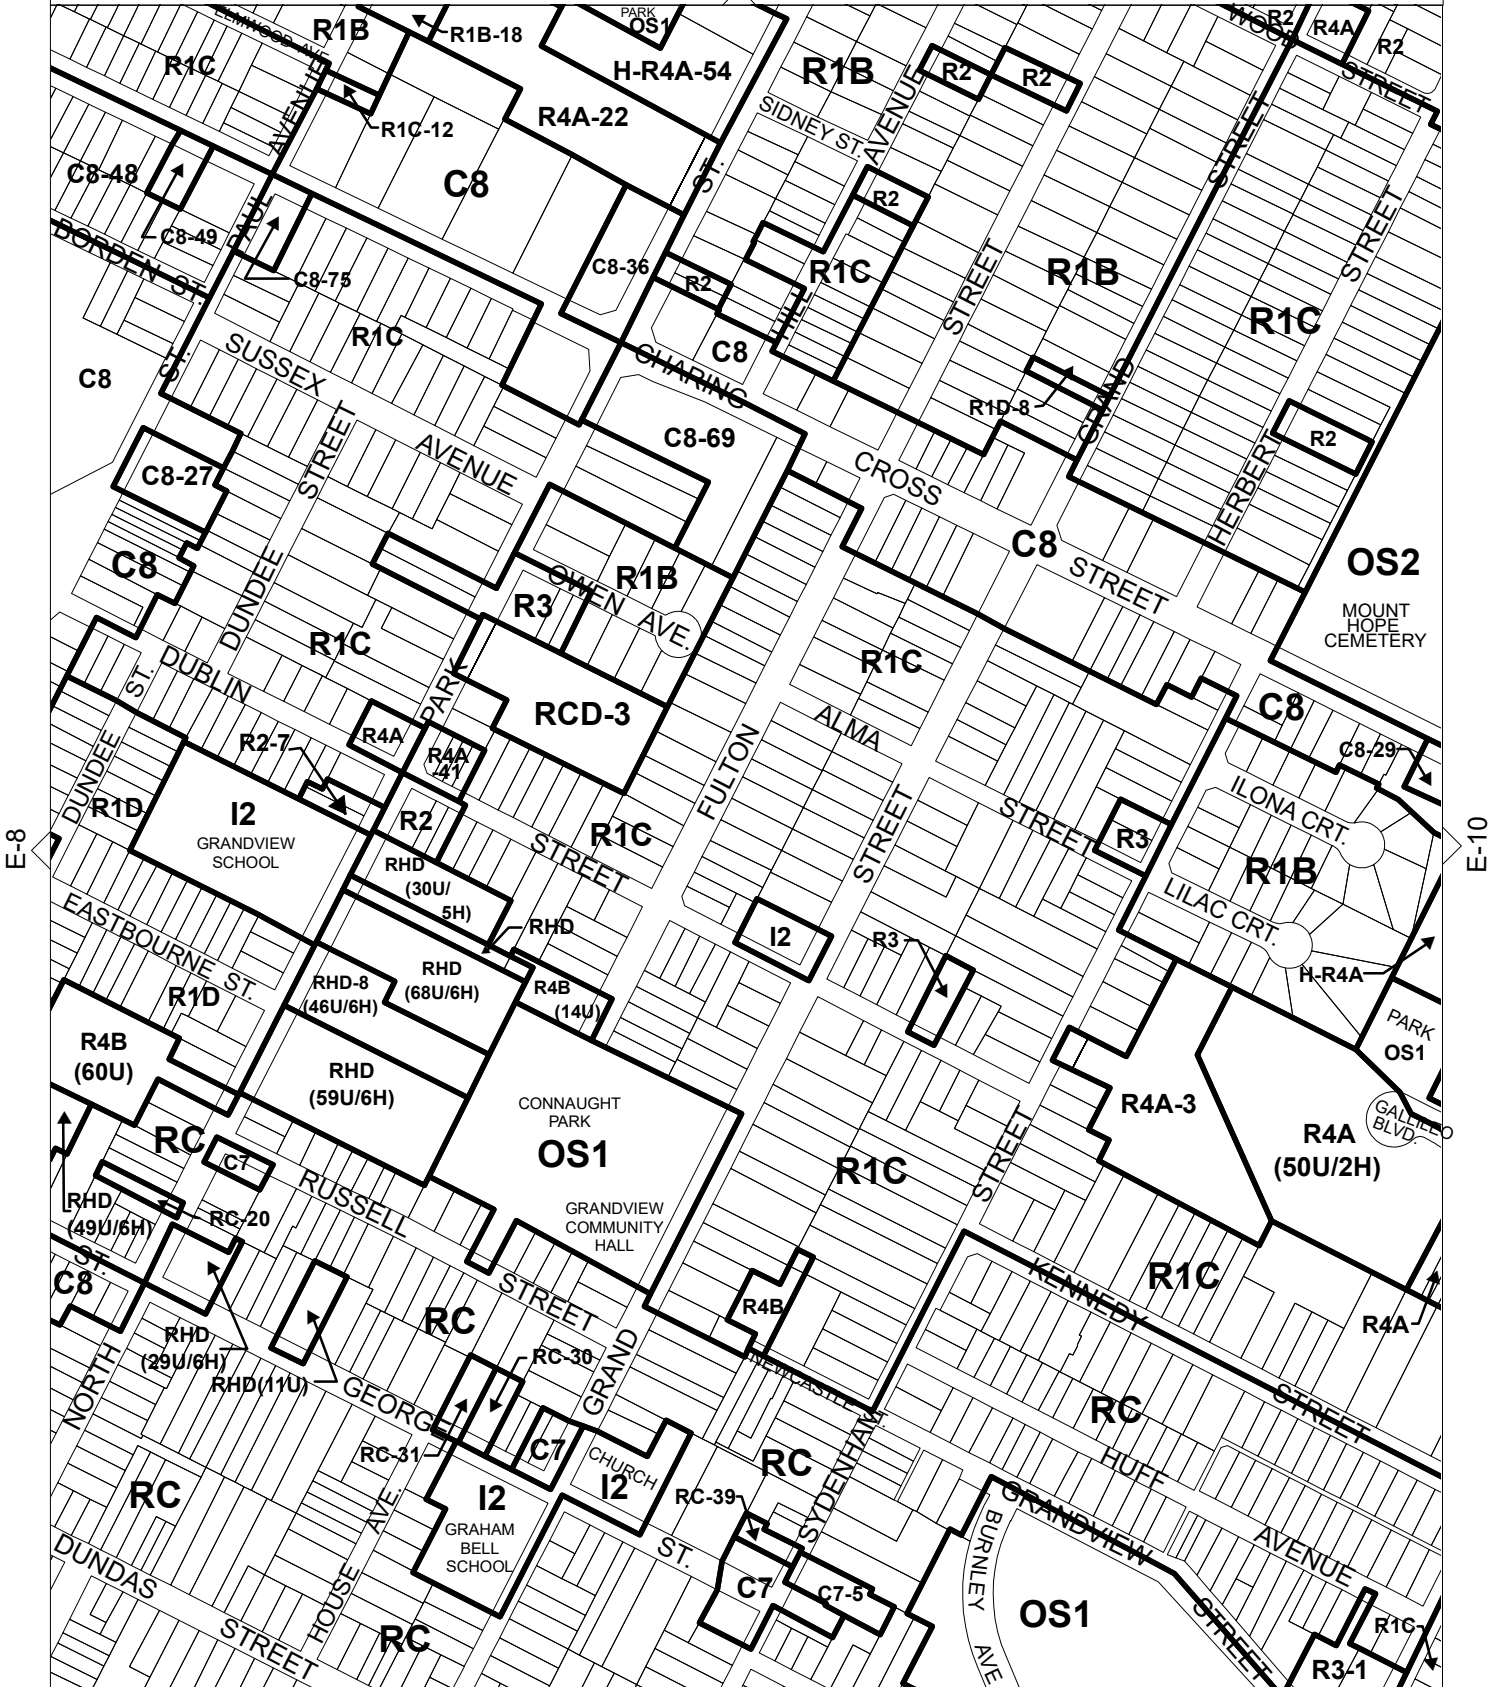 ELMWOOD AVE.
R1B
R1B-18
PARK
OS1
R1C
H-R4A-54
R1B
R2
R2
WOOD
R2
R4A
R2
STREET
AVENUE
R1C-12
R4A-22
SIDNEY ST.
AVENUE
STREET
C8-48
C8
ST.
R2
STREET
PAUL
ST.
BORDEN ST.
C8-49
C8-75
C8-36
R2
R1C
HILL
R1B
STREET
R1C
R1C
C8
SUSSEX
AVENUE
CHARING
CROSS
STREET
C8
R1D-8
GRAND
C8-69
R2
HERBERT
C8-27
STREET
DUNDEE
C8
C8
OS2
MOUNT
HOPE
CEMETERY
R1B
OWEN AVE.
R3
R1C
R1C
DUBLIN
STREET
ST.
DUNDEE
PARK
RCD-3
C8
C8-29
R4A
R4A
-41
R2-7
ALMA
STREET
FULTON
STREET
ILONA CRT.
R1D
I2
GRANDVIEW
SCHOOL
R2
R1C
R3
R1B
E-8
E-10
RHD
(30U/
5H)
LILAC CRT.
EASTBOURNE ST.
RHD
I2
R3
H-R4A
R1D
RHD-8
(46U/6H)
RHD
(68U/6H)
R4B
(14U)
PARK
OS1
R4B
(60U)
RHD
(59U/6H)
CONNAUGHT
PARK
OS1
R4A-3
GALLILEO
BLVD.
R4A
(50U/2H)
RC
C7
R1C
STREET
RUSSELL
STREET
RHD
(49U/6H)
RC-20
GRANDVIEW
COMMUNITY
HALL
ST.
C8
KENNEDY
STREET
R1C
R4B
RC
R4A
RHD
(29U/6H)
RHD(11U)
RC-30
GRAND
NEWCASTLE
NORTH
GEORGE
ST.
RC
STREET
RC-31
C7
CHURCH
I2
RC
SYDENHAM
HUFF
AVENUE
RC
I2
GRAHAM
BELL
SCHOOL
RC-39
GRANDVIEW
STREET
HOUSE
AVE.
DUNDAS
STREET
C7
C7-5
BURNLEY AVE
OS1
RC
R1C
R3-1